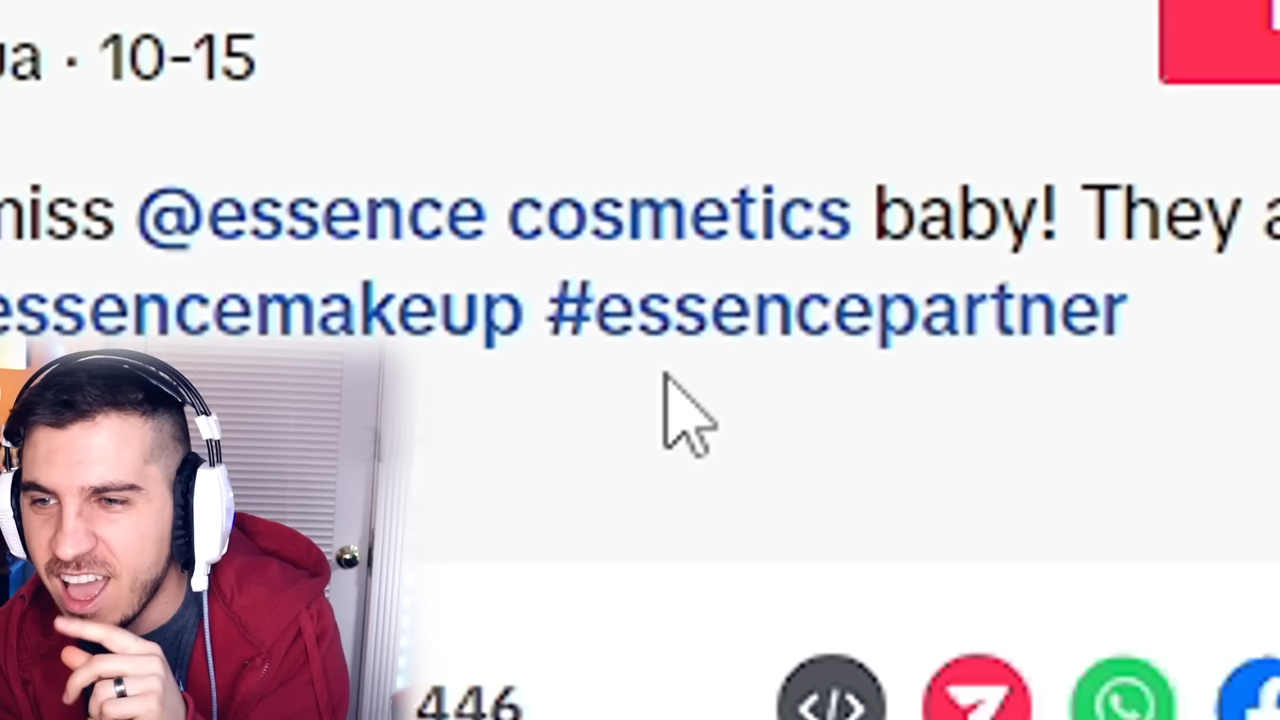 ua · 10-15
miss @essence cosmetics baby! They a
essencemakeup #essencepartner
446